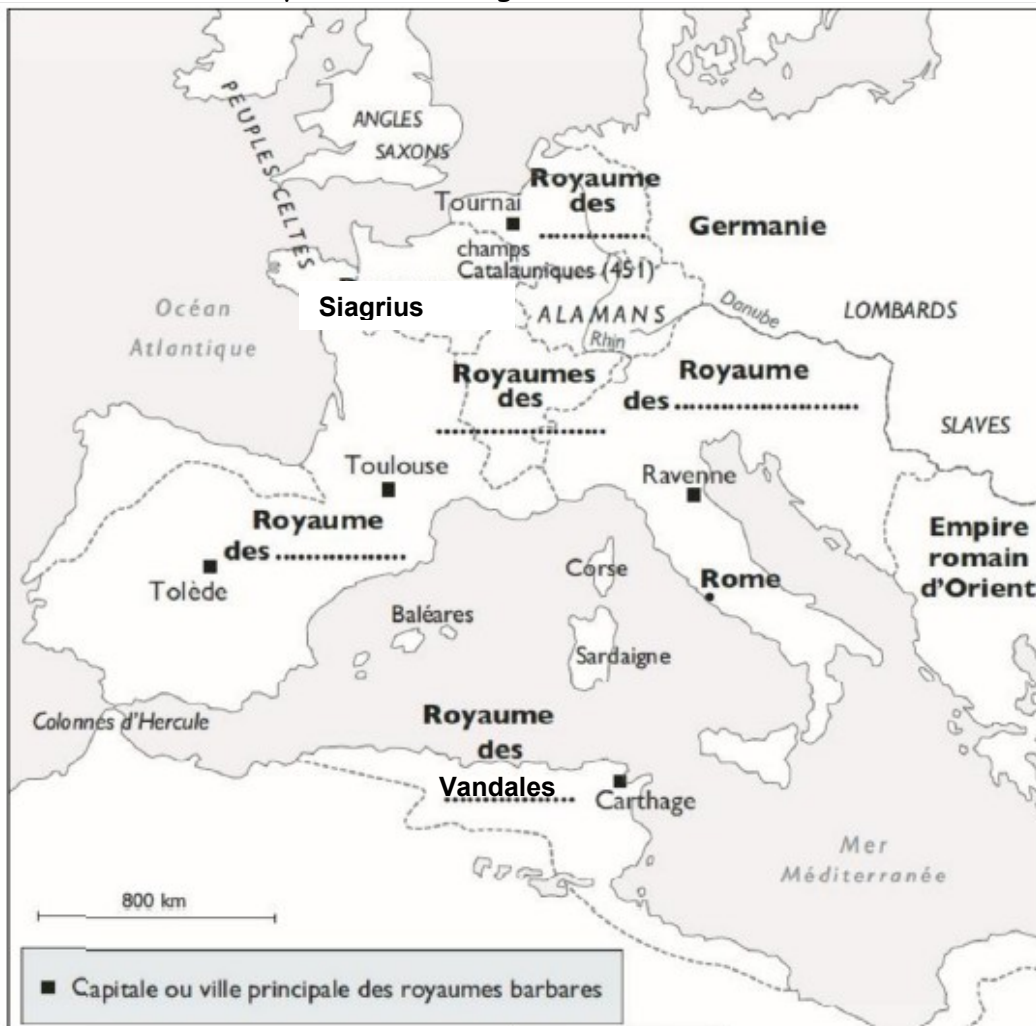 PEUPLES CELTES
ANGLES
SAXONS
Royaume
des
....................
Tournai
champs
Catalauniques (451)
Germanie
Siagrius
Océan
Atlantique
ALAMANS
Rhin
Danube
LOMBARDS
Royaumes
des
..............................
Royaume
des ................................
SLAVES
Toulouse
Ravenne
Royaume
des .......................
Tolède
Empire
romain
d'Orient
Corse
Rome
Baléares
Sardaigne
Colonnes d'Hercule
Royaume
des
Vandales
Carthage
Mer
Méditerranée
800 km
Capitale ou ville principale des royaumes barbares